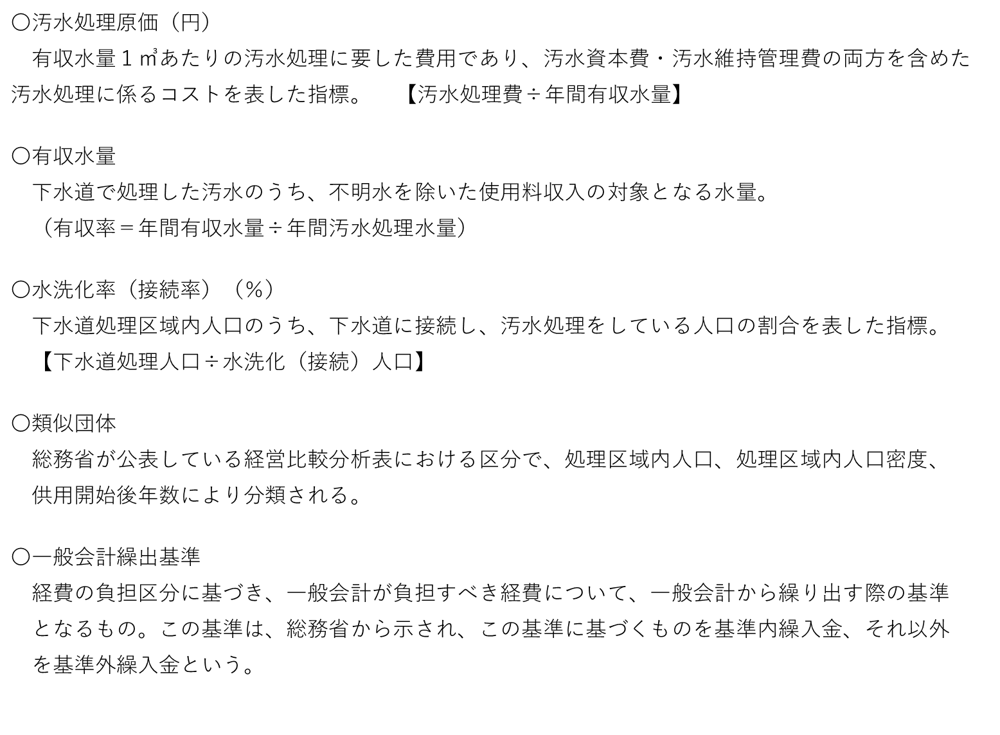 〇汚水処理原価（円）
　有収水量１㎥あたりの汚水処理に要した費用であり、汚水資本費・汚水維持管理費の両方を含めた
汚水処理に係るコストを表した指標。　【汚水処理費÷年間有収水量】
〇有収水量
　下水道で処理した汚水のうち、不明水を除いた使用料収入の対象となる水量。
　（有収率＝年間有収水量÷年間汚水処理水量）
〇水洗化率（接続率）（％）
　下水道処理区域内人口のうち、下水道に接続し、汚水処理をしている人口の割合を表した指標。
　【下水道処理人口÷水洗化（接続）人口】
〇類似団体
　総務省が公表している経営比較分析表における区分で、処理区域内人口、処理区域内人口密度、
　供用開始後年数により分類される。
〇一般会計繰出基準
　経費の負担区分に基づき、一般会計が負担すべき経費について、一般会計から繰り出す際の基準
　となるもの。この基準は、総務省から示され、この基準に基づくものを基準内繰入金、それ以外
　を基準外繰入金という。